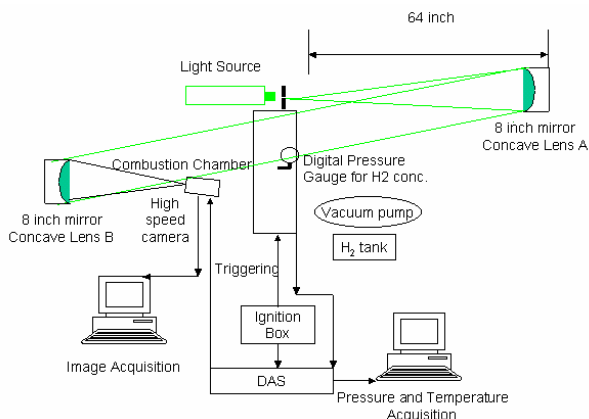 64 inch
Light Source
8 inch mirror
Concave Lens A
Combustion Chamber
Digital Pressure
Gauge for H2 conc.
8 inch mirror
Concave Lens B
High
speed
camera
Vacuum pump
H₂ tank
Triggering
Ignition
Box
Image Acquisition
DAS
Pressure and Temperature
Acquisition